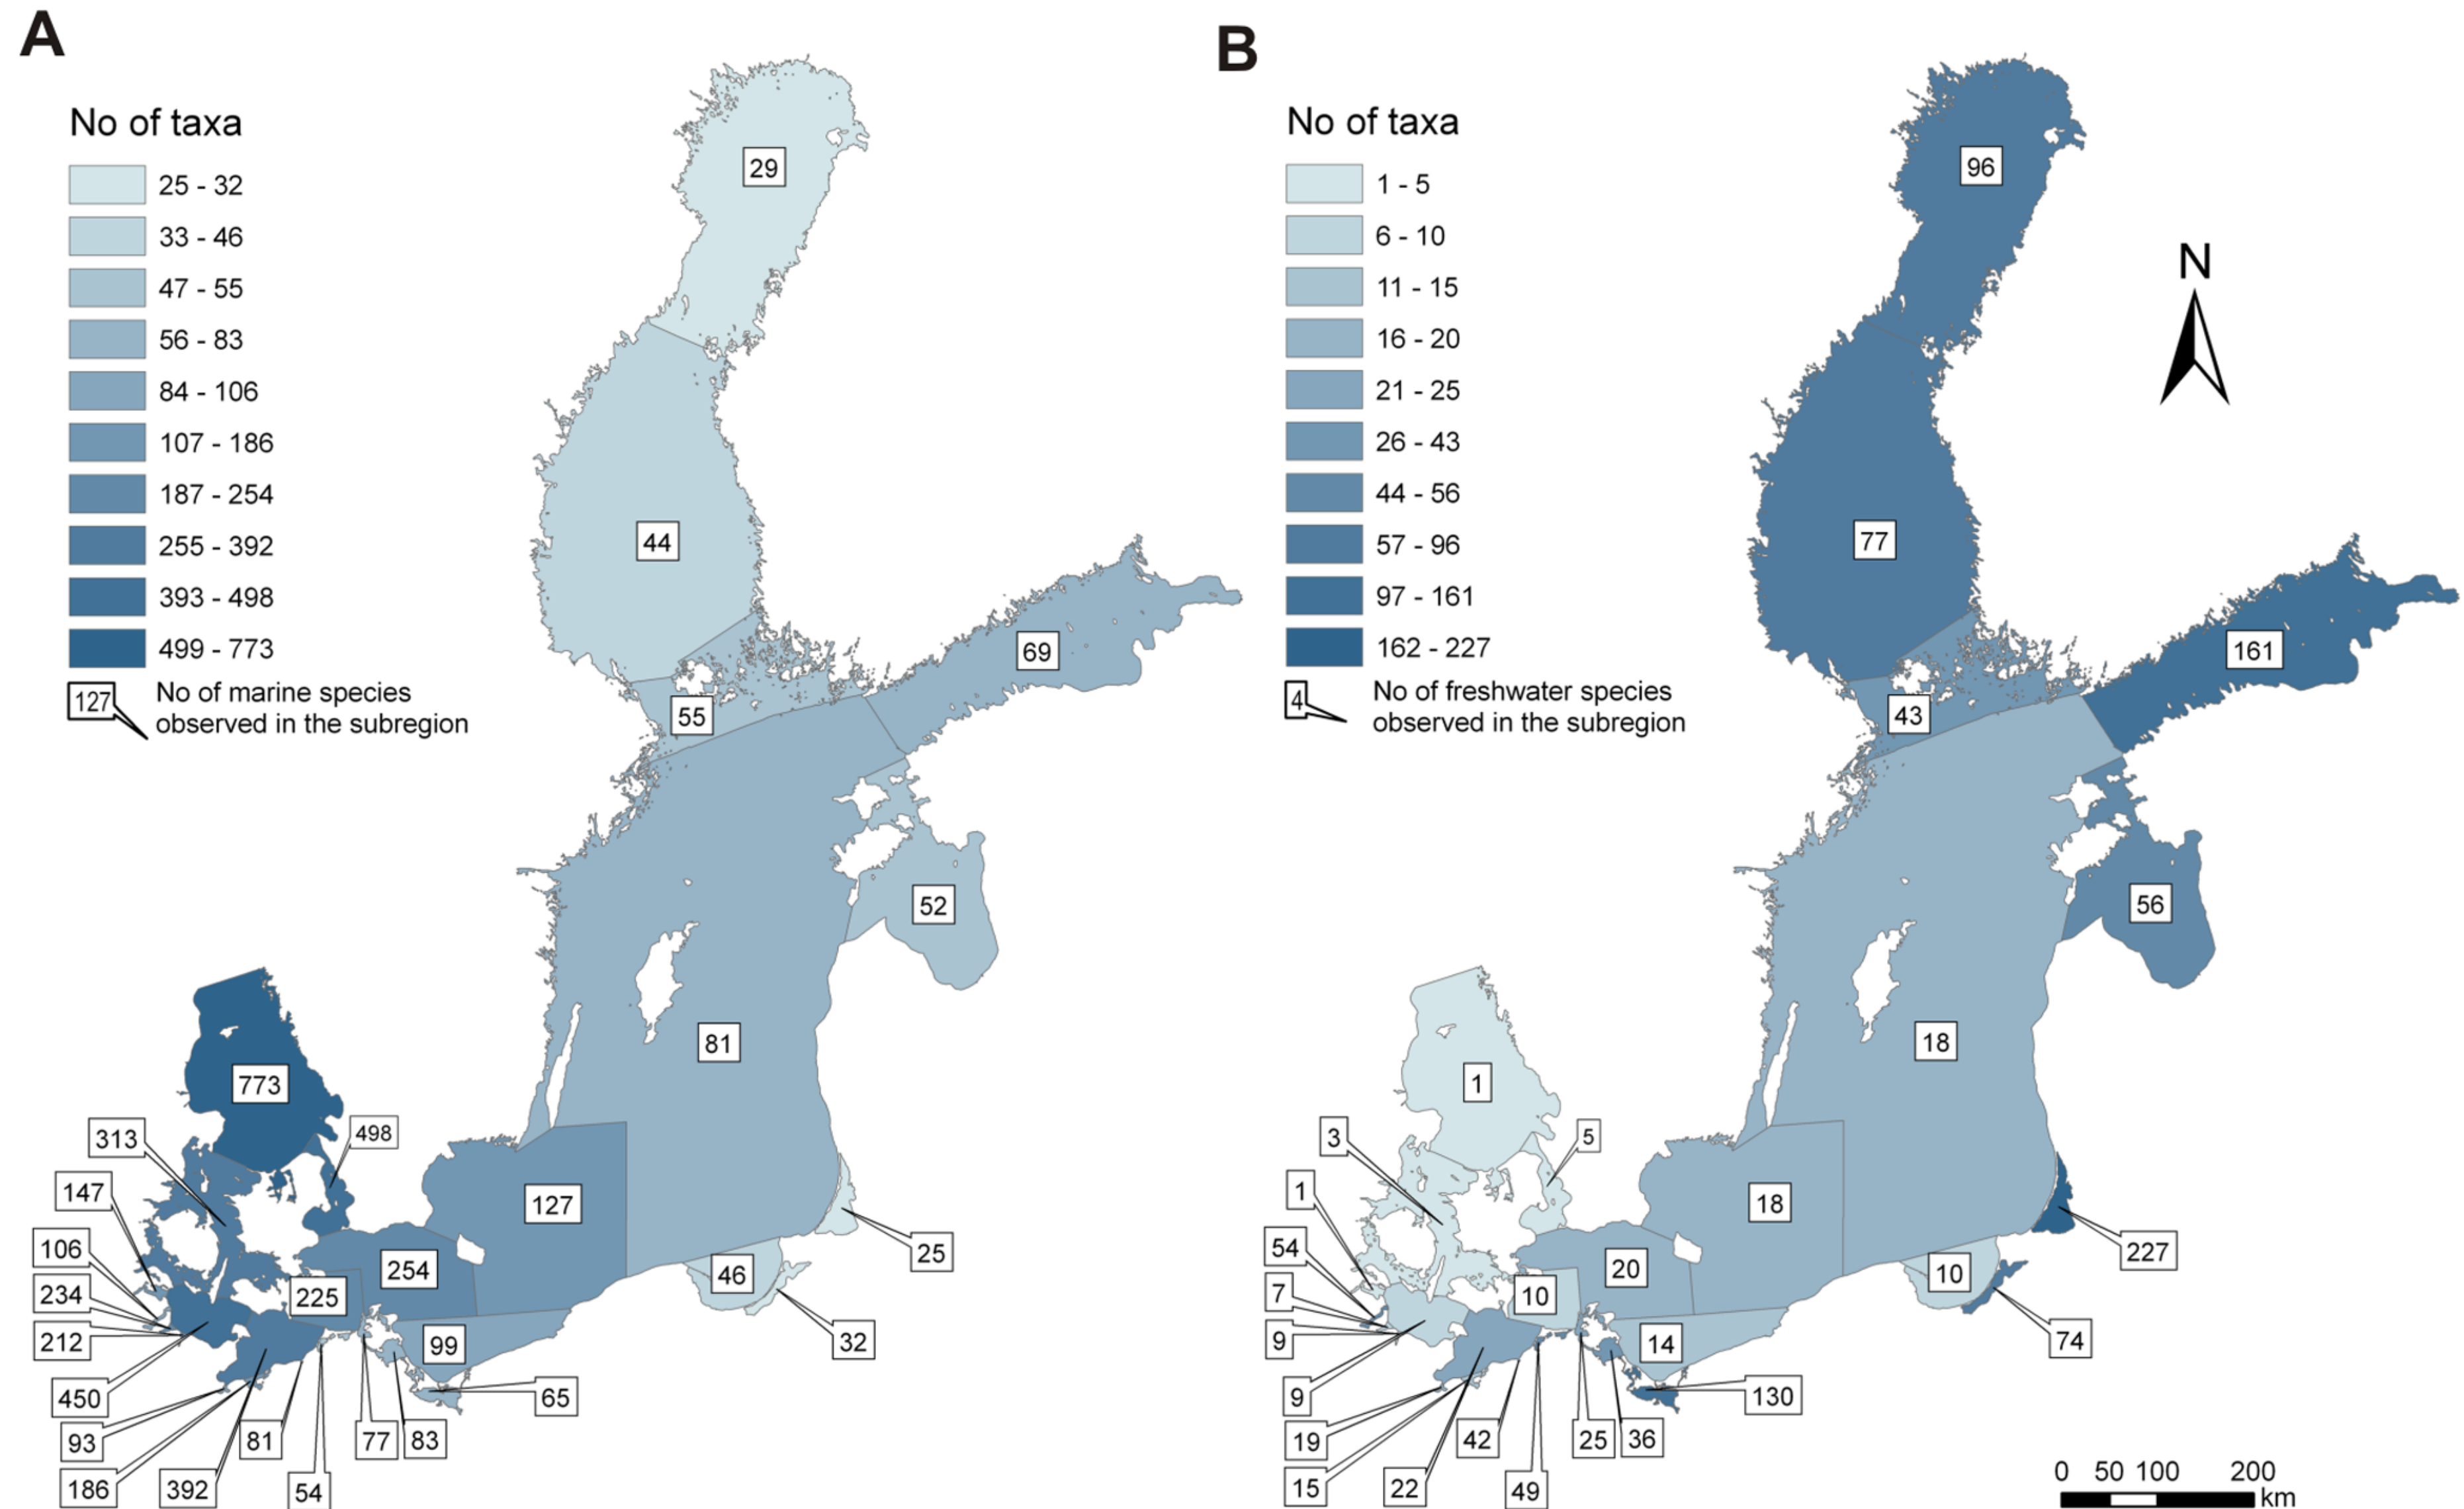 A
No of taxa
25 - 32
33 - 46
47 - 55
56 - 83
84 - 106
107 - 186
187 - 254
255 - 392
393 - 498
499 - 773
127
No of marine species
observed in the subregion
29
44
69
55
52
81
773
313
498
147
127
106
25
254
46
234
225
212
99
32
450
65
93
81
77
83
186
392
54
B
No of taxa
1 - 5
6 - 10
11 - 15
16 - 20
21 - 25
26 - 43
44 - 56
57 - 96
97 - 161
162 - 227
4
No of freshwater species
observed in the subregion
N
96
77
161
43
56
18
1
3
5
1
18
54
227
20
10
7
10
9
14
74
9
130
19
42
25
36
15
22
49
0 50 100 200
km